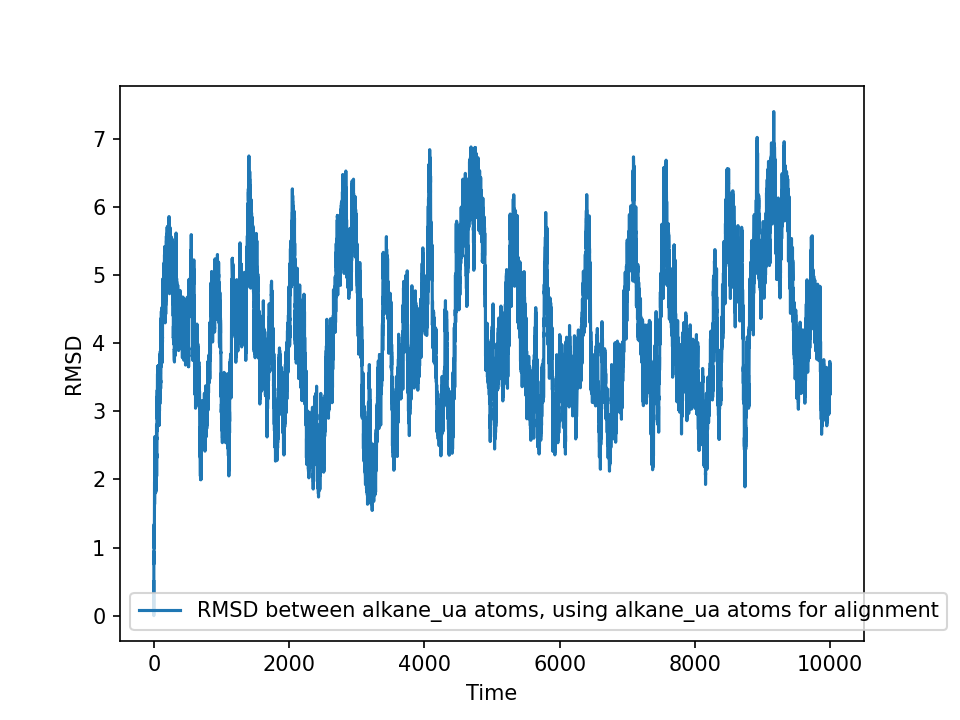 7
6
5
4
3
2
1
0
RMSD
RMSD between alkane_ua atoms, using alkane_ua atoms for alignment
0 2000 4000 6000 8000 10000
Time